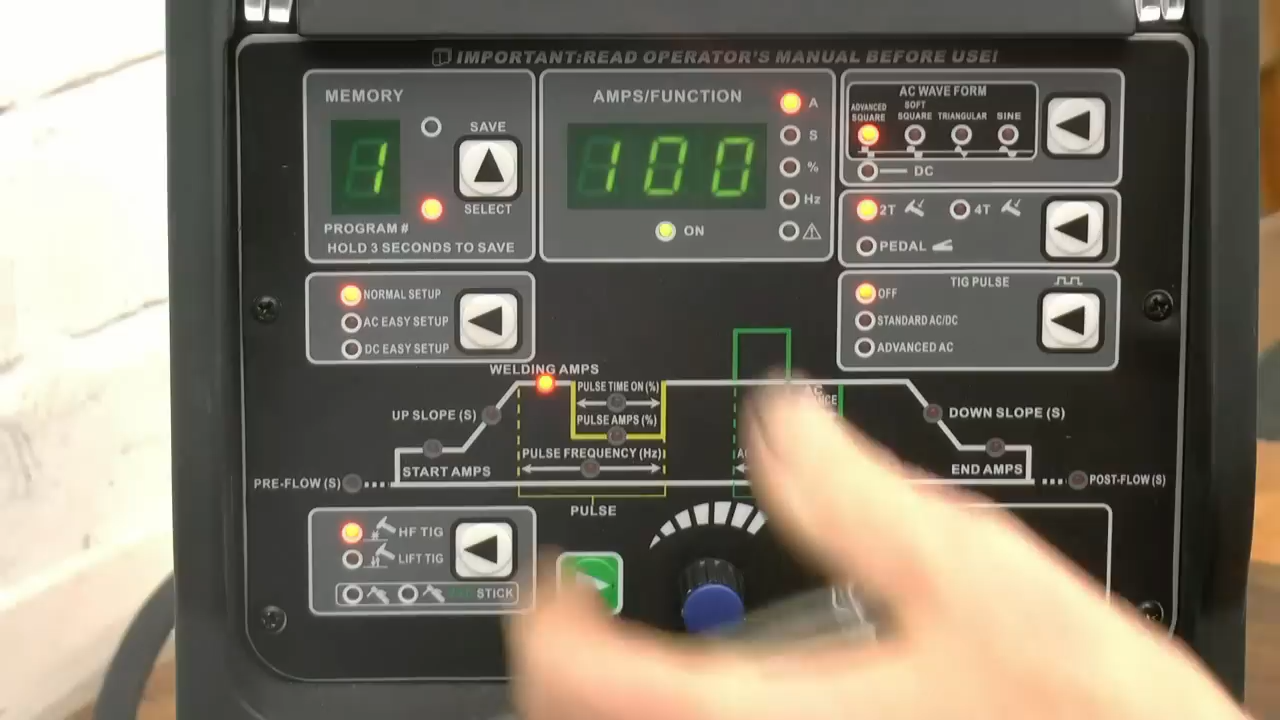 IMPORTANT:READ OPERATOR'S MANUAL BEFORE USE!
MEMORY
SAVE
1
SELECT
PROGRAM #
HOLD 3 SECONDS TO SAVE
AMPS/FUNCTION
A
S
%
Hz
100
ON
AC WAVE FORM
ADVANCED SQUARE
SOFT SQUARE
TRIANGULAR
SINE
DC
2T
4T
PEDAL
NORMAL SETUP
AC EASY SETUP
DC EASY SETUP
TIG PULSE
OFF
STANDARD AC/DC
ADVANCED AC
WELDING AMPS
PULSE TIME ON (%)
PULSE AMPS (%)
PULSE FREQUENCY (Hz)
UP SLOPE (S)
START AMPS
PRE-FLOW (S)
PULSE
AC
DOWN SLOPE (S)
END AMPS
POST-FLOW (S)
HF TIG
LIFT TIG
STICK